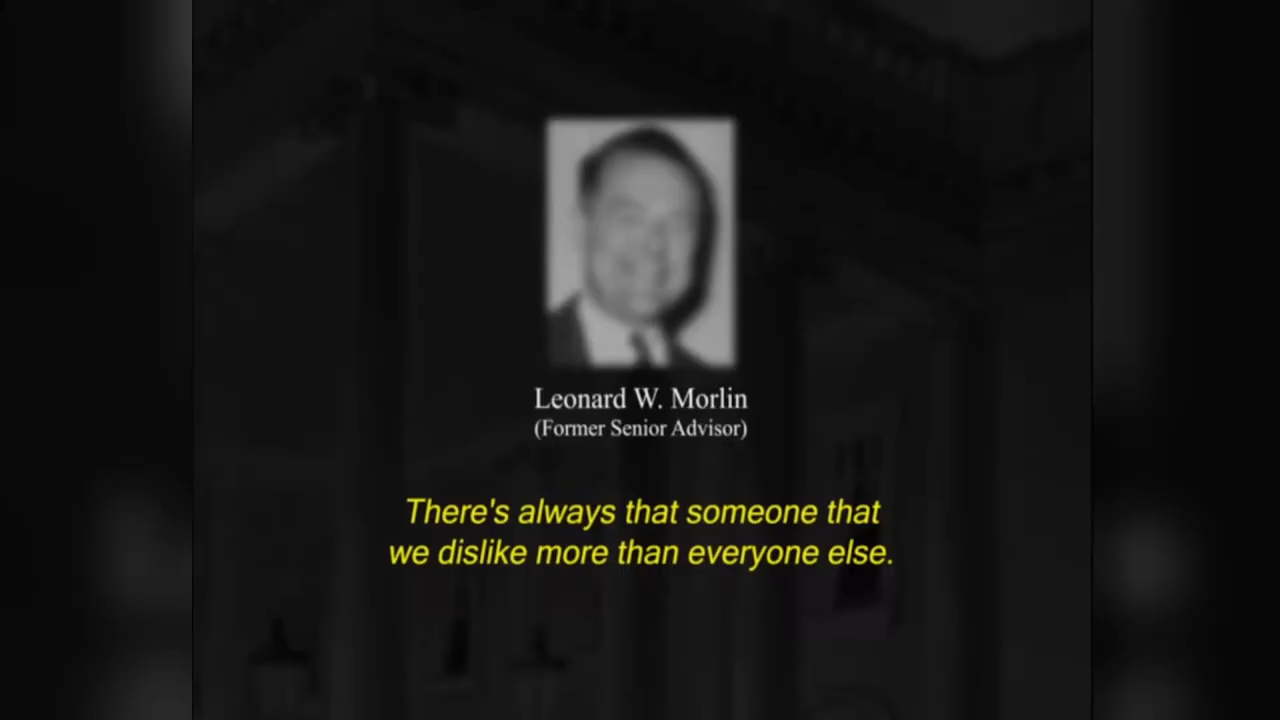 Leonard W. Morlin
(Former Senior Advisor)
There's always that someone that
we dislike more than everyone else.